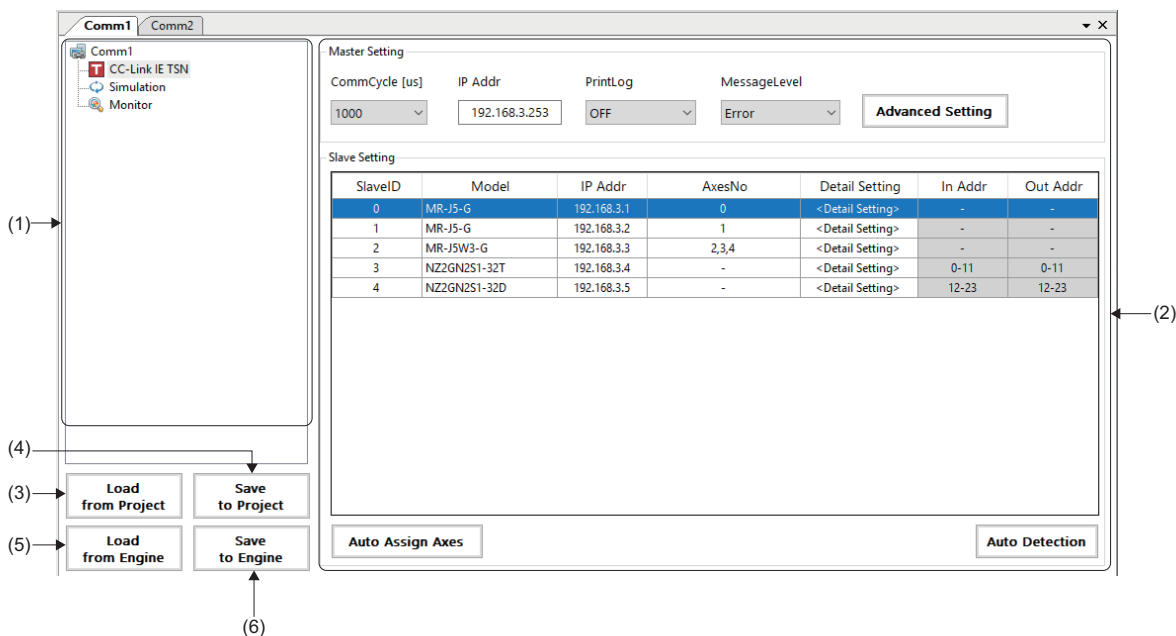 Comm1 Comm2
Comm1
CC-Link IE TSN
Simulation
Monitor
Master Setting
CommCycle [us] IP Addr PrintLog MessageLevel
1000 192.168.3.253 OFF Error Advanced Setting
Slave Setting
SlaveID Model IP Addr AxesNo Detail Setting In Addr Out Addr
0 MR-J5-G 192.168.3.1 0 <Detail Setting> - -
1 MR-J5-G 192.168.3.2 1 <Detail Setting> - -
2 MR-J5W3-G 192.168.3.3 2,3,4 <Detail Setting> - -
3 NZ2GN2S1-32T 192.168.3.4 - <Detail Setting> 0-11 0-11
4 NZ2GN2S1-32D 192.168.3.5 - <Detail Setting> 12-23 12-23
(1)
(2)
(4)
(3)
Load
from Project
Save
to Project
(5)
Load
from Engine
Save
to Engine
Auto Assign Axes Auto Detection
(6)